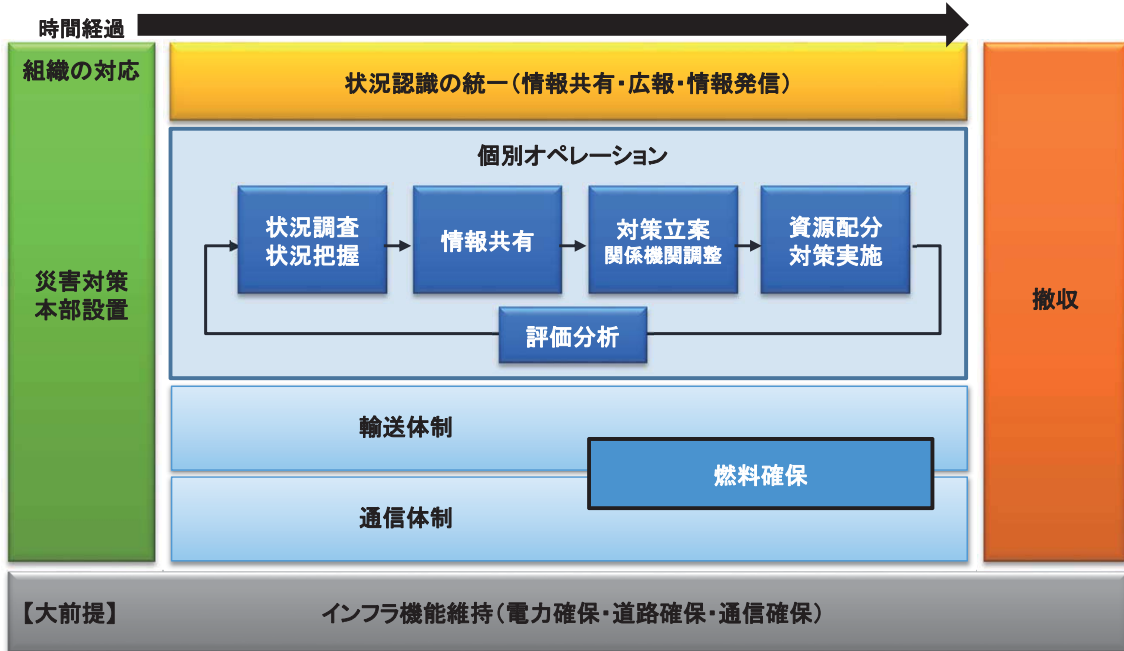 時間経過
組織の対応
災害対策
本部設置
状況認識の統一（情報共有・広報・情報発信）
個別オペレーション
状況調査
状況把握
情報共有
対策立案
関係機関調整
資源配分
対策実施
評価分析
輸送体制
燃料確保
通信体制
撤収
【大前提】 インフラ機能維持（電力確保・道路確保・通信確保）